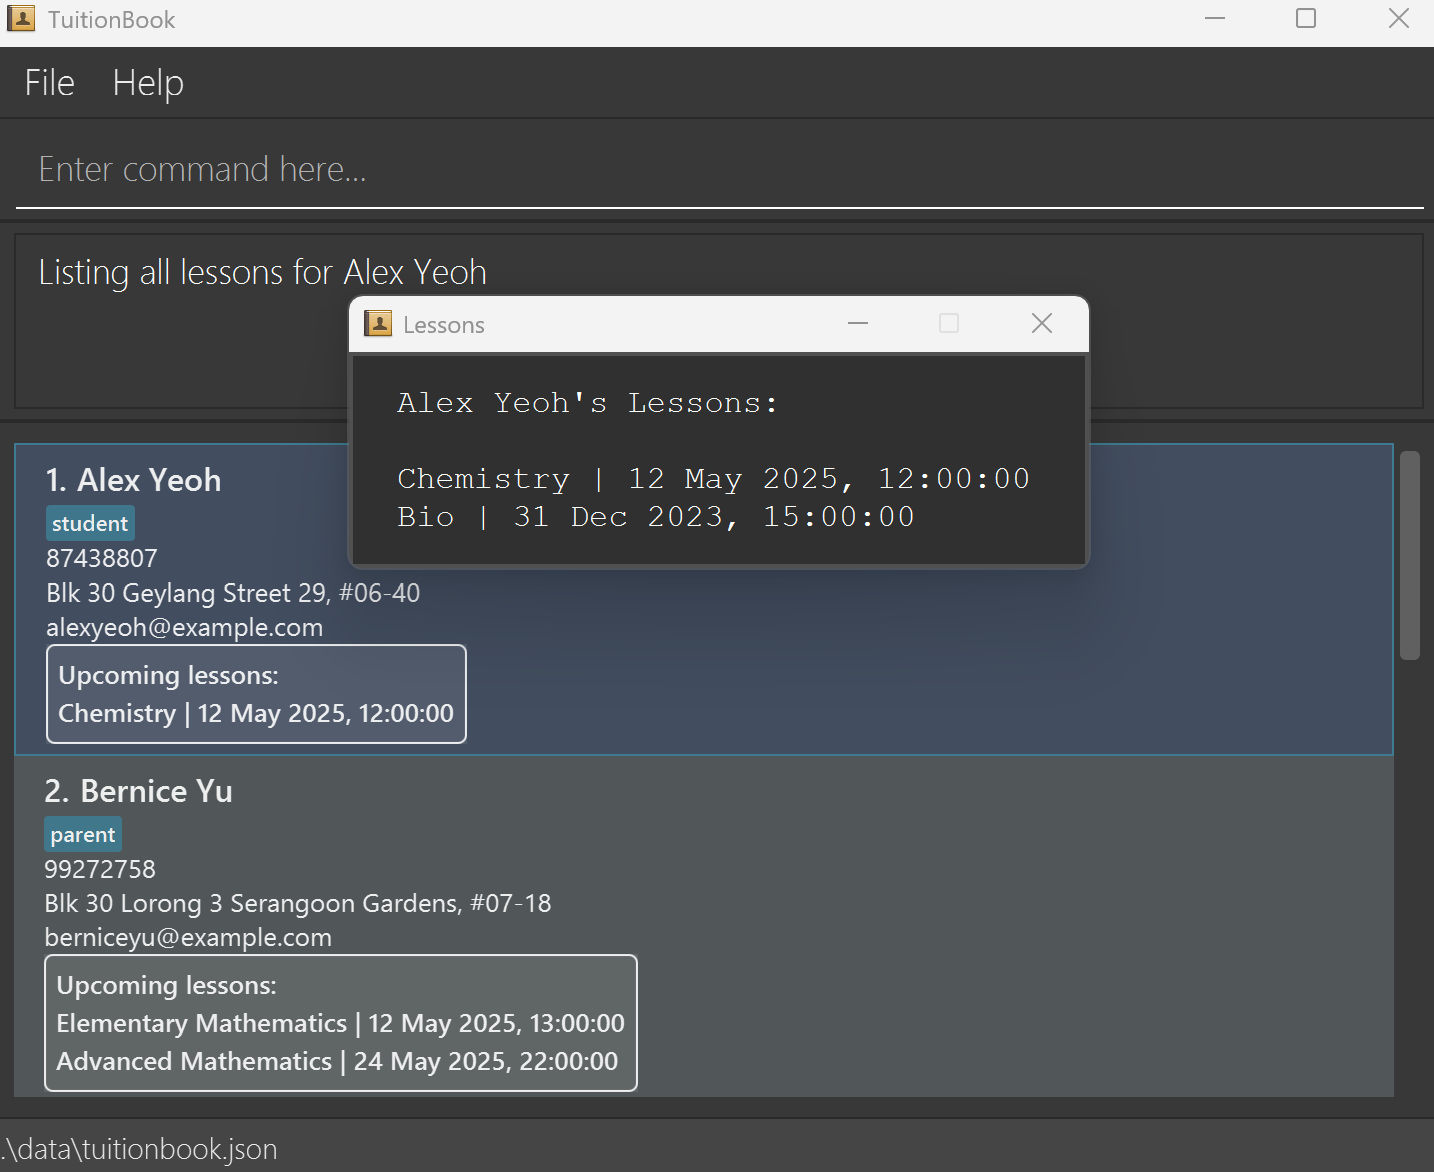 TuitionBook
File Help
Enter command here...
Listing all lessons for Alex Yeoh
Lessons
Alex Yeoh's Lessons:
Chemistry | 12 May 2025, 12:00:00
Bio | 31 Dec 2023, 15:00:00
1. Alex Yeoh
student
87438807
Blk 30 Geylang Street 29, #06-40
alexyeoh@example.com
Upcoming lessons:
Chemistry | 12 May 2025, 12:00:00
2. Bernice Yu
parent
99272758
Blk 30 Lorong 3 Serangoon Gardens, #07-18
berniceyu@example.com
Upcoming lessons:
Elementary Mathematics | 12 May 2025, 13:00:00
Advanced Mathematics | 24 May 2025, 22:00:00
.\data\tuitionbook.json